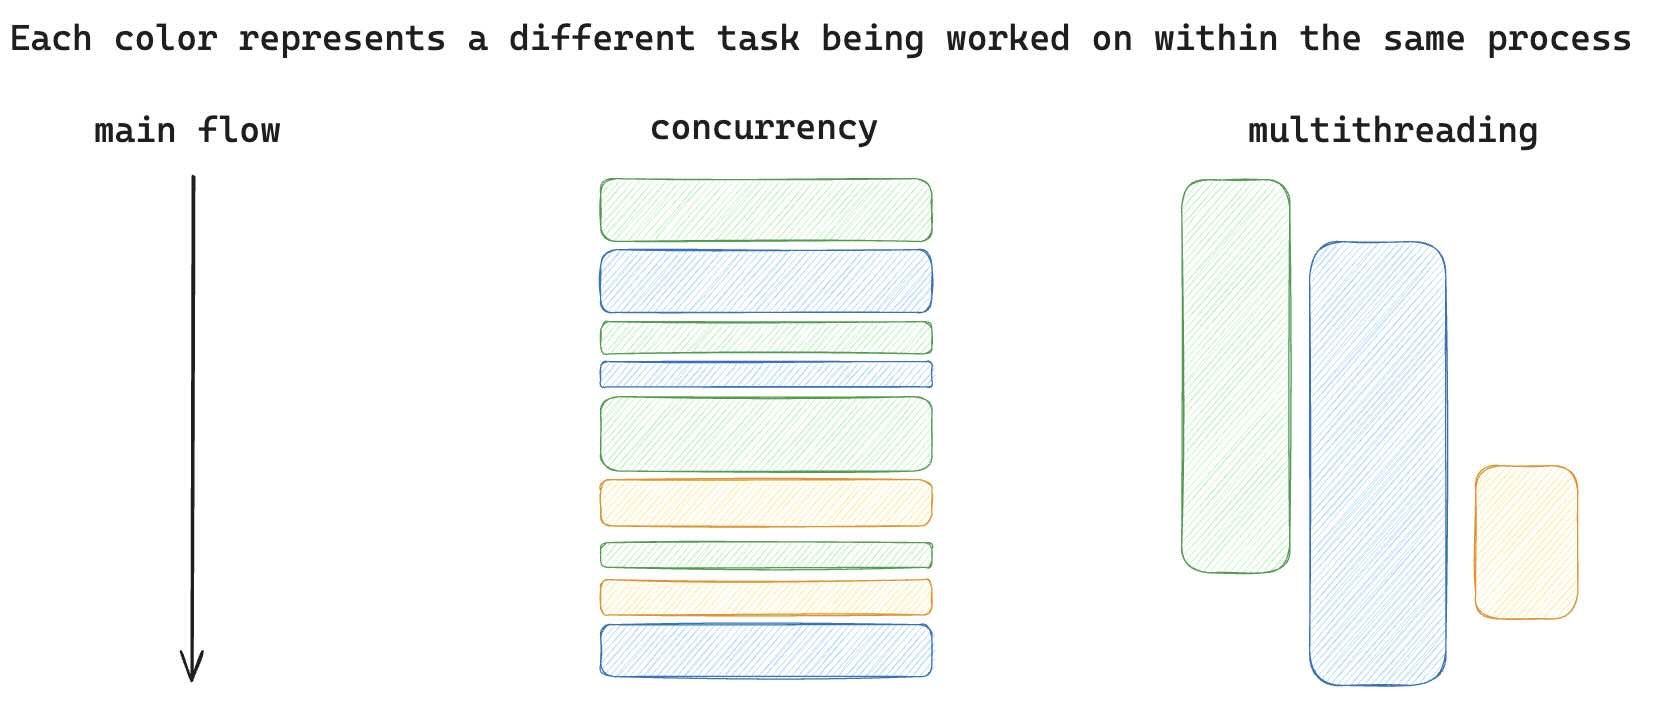 Each color represents a different task being worked on within the same process
main flow
concurrency
multithreading